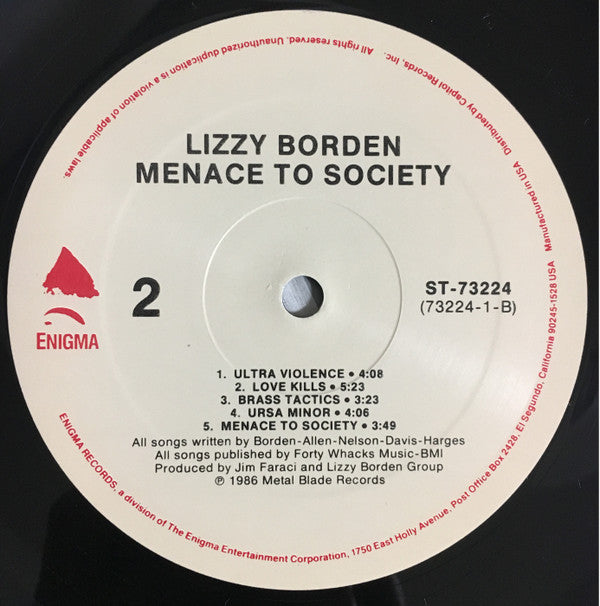 LIZZY BORDEN
MENACE TO SOCIETY
ENIGMA
2
ST-73224
(73224-1-B)
1. ULTRA VIOLENCE • 4:08
2. LOVE KILLS • 5:23
3. BRASS TACTICS • 3:23
4. URSA MINOR • 4:06
5. MENACE TO SOCIETY • 3:49
All songs written by Borden-Allen-Nelson-Davis-Harges
All songs published by Forty Whacks Music-BMI
Produced by Jim Faraci and Lizzy Borden Group
℗ 1986 Metal Blade Records
ENIGMA RECORDS, a division of The Enigma Entertainment Corporation, 1750 East Holly Avenue, Post Office Box 2428, El Segundo, California 90245-1528 USA Manufactured in USA Distributed by Capitol Records, Inc. All rights reserved. Unauthorized duplication is a violation of applicable laws.